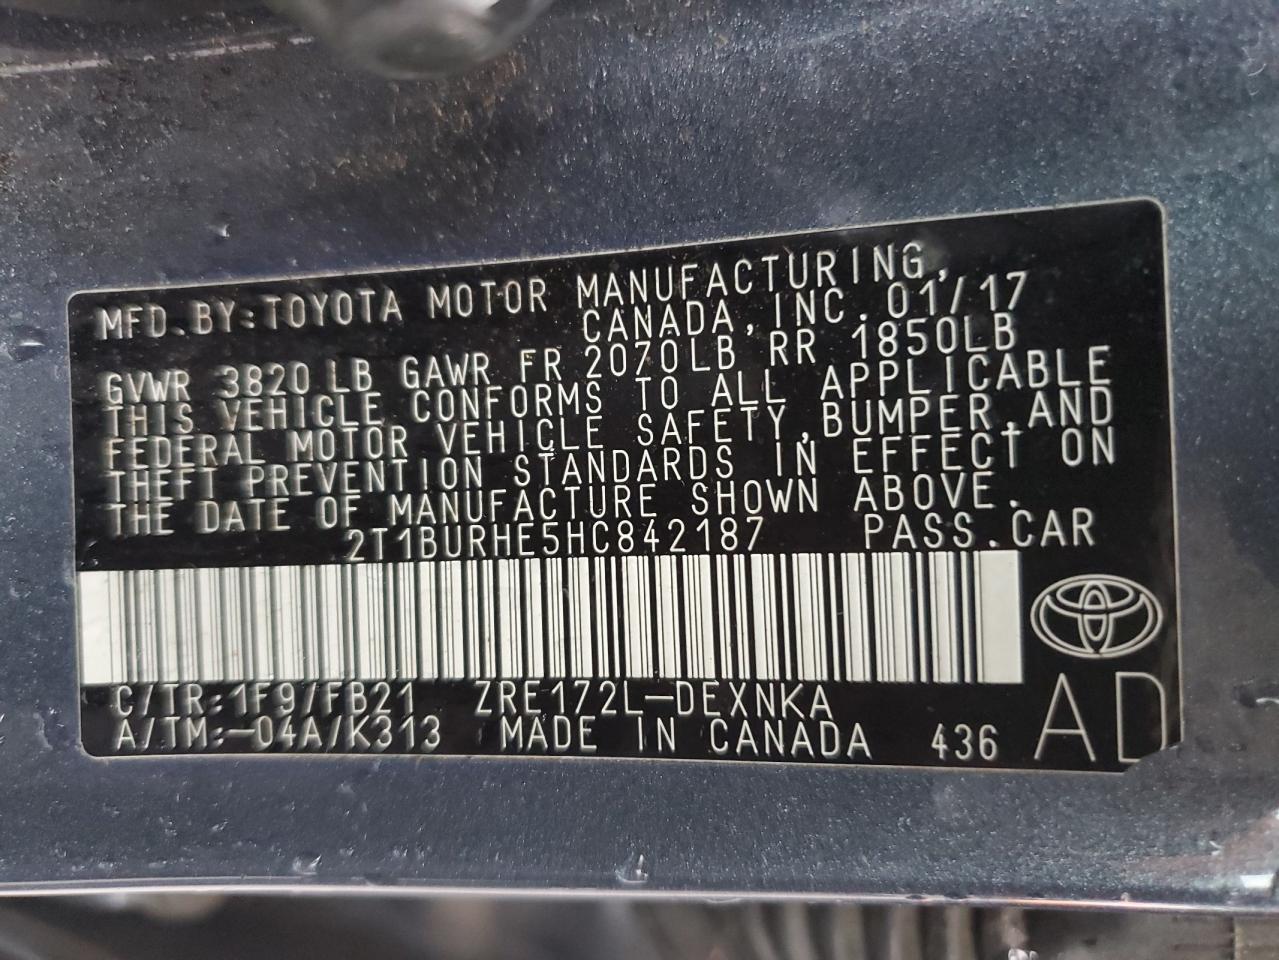 MFD. BY: TOYOTA MOTOR MANUFACTURING,
CANADA, INC. 01/17
GVWR 3820 LB GAWR FR 2070LB RR 1850LB
THIS VEHICLE CONFORMS TO ALL APPLICABLE
FEDERAL MOTOR VEHICLE SAFETY, BUMPER, AND
THEFT PREVENTION STANDARDS IN EFFECT ON
THE DATE OF MANUFACTURE SHOWN ABOVE.
2T1BURHE5HC842187 PASS. CAR
C/TR: 1F9/FB21 ZRE172L-DEXNKA
A/TM: -04A/K313 MADE IN CANADA 436
AD